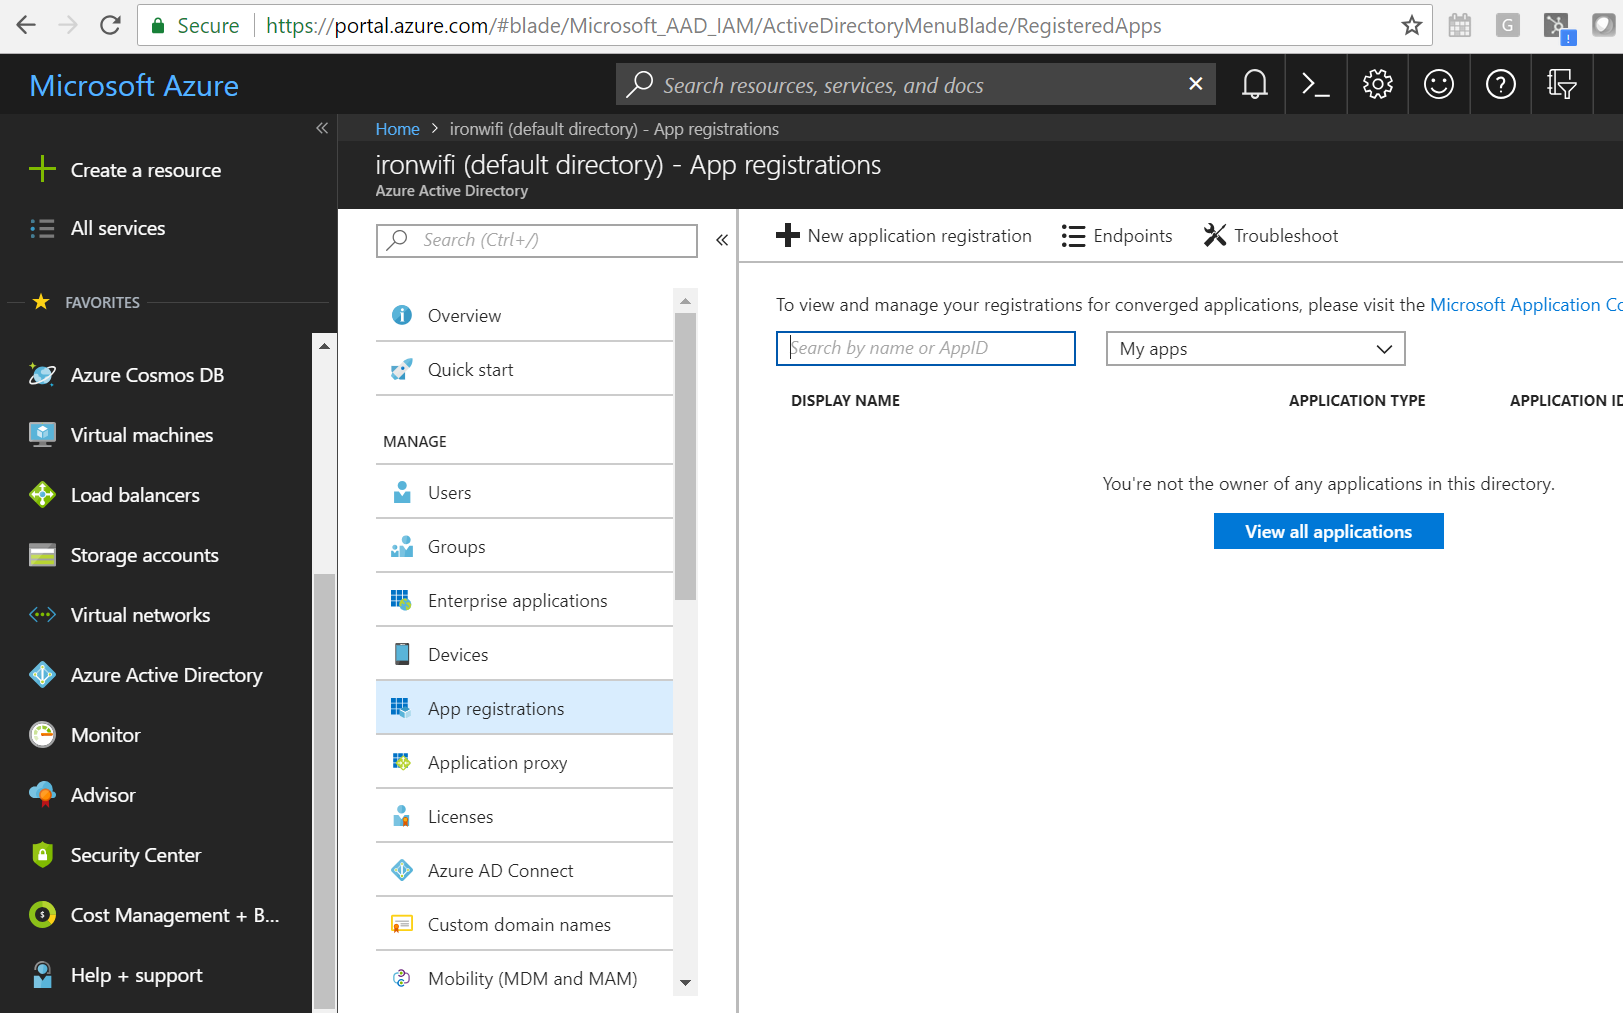 Secure https://portal.azure.com/#blade/Microsoft_AAD_IAM/ActiveDirectoryMenuBlade/RegisteredApps
G
!
Microsoft Azure
Search resources, services, and docs
Home > ironwifi (default directory) - App registrations
ironwifi (default directory) - App registrations
Azure Active Directory
Create a resource
All services
FAVORITES
Azure Cosmos DB
Virtual machines
Load balancers
Storage accounts
Virtual networks
Azure Active Directory
Monitor
Advisor
Security Center
Cost Management + B...
Help + support
Search (Ctrl+/)
Overview
Quick start
MANAGE
Users
Groups
Enterprise applications
Devices
App registrations
Application proxy
Licenses
Azure AD Connect
Custom domain names
Mobility (MDM and MAM)
New application registration Endpoints Troubleshoot
To view and manage your registrations for converged applications, please visit the Microsoft Application Co
Search by name or AppID My apps
DISPLAY NAME APPLICATION TYPE APPLICATION ID
You're not the owner of any applications in this directory.
View all applications